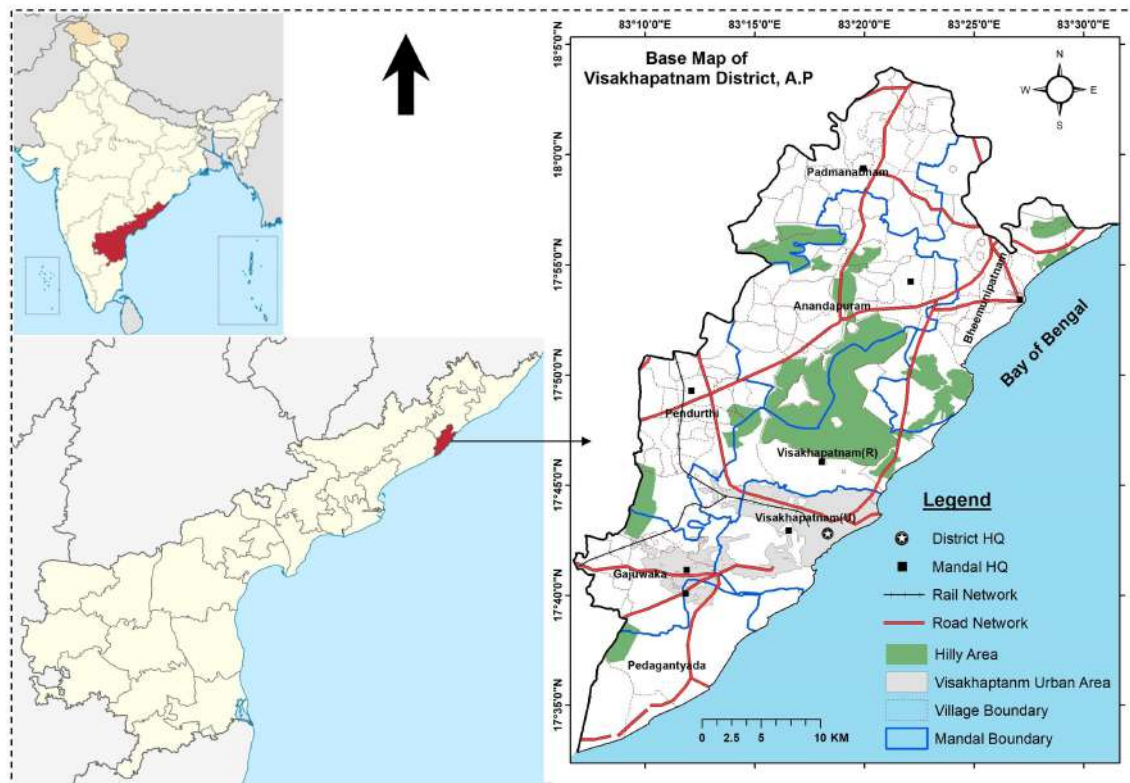 83°10'0"E 83°15'0"E 83°20'0"E 83°25'0"E 83°30'0"E
18°5'0"N
18°0'0"N
17°55'0"N
17°50'0"N
17°45'0"N
17°40'0"N
17°35'0"N
Base Map of
Visakhapatnam District, A.P
N
W E
S
Padmanabham
Anandapuram
Bheemunipatnam
Bay of Bengal
Pendurthi
Visakhapatnam(R)
Visakhapatnam(U)
Gajuwaka
Pedagantyada
Legend
District HQ
Mandal HQ
Rail Network
Road Network
Hilly Area
Visakhaptanm Urban Area
Village Boundary
Mandal Boundary
0 2.5 5 10 KM